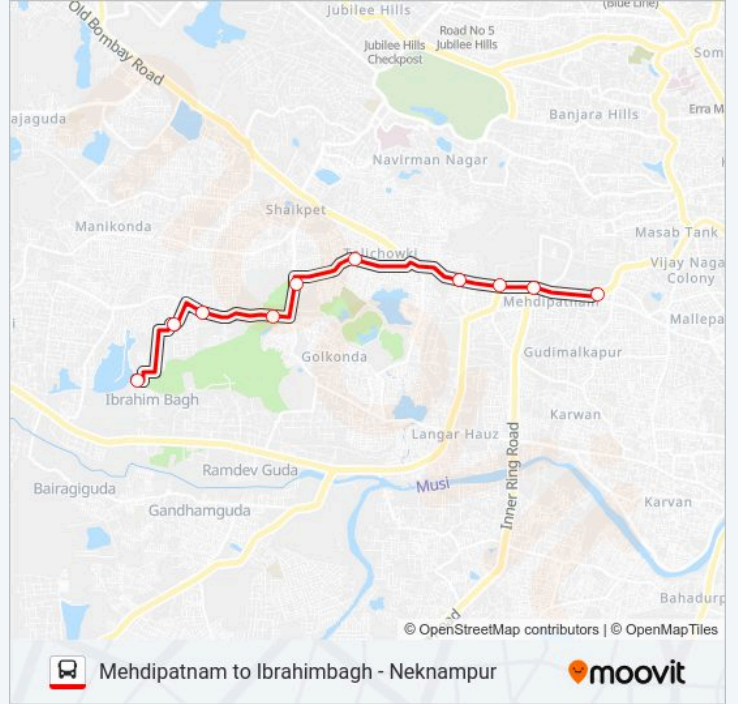 (Blue Line)
Jubilee Hills
Old Bombay Road
Road No 5
Jubilee Hills
Jubilee Hills
Checkpost
Som
Erra M
Banjara Hills
ajaguda
Navirman Nagar
Shaikpet
Manikonda
Masab Tank
Tolichowki
Vijay Naga
Colony
Mehdipatnam
Mallepa
Golkonda
Gudimalkapur
Ibrahim Bagh
Karwan
Langar Hauz
Ramdev Guda
Inner Ring Road
Musi
Bairagiguda
Karvan
Gandhamguda
Bahadurp
© OpenStreetMap contributors | © OpenMapTiles
Mehdipatnam to Ibrahimbagh - Neknampur
moovit